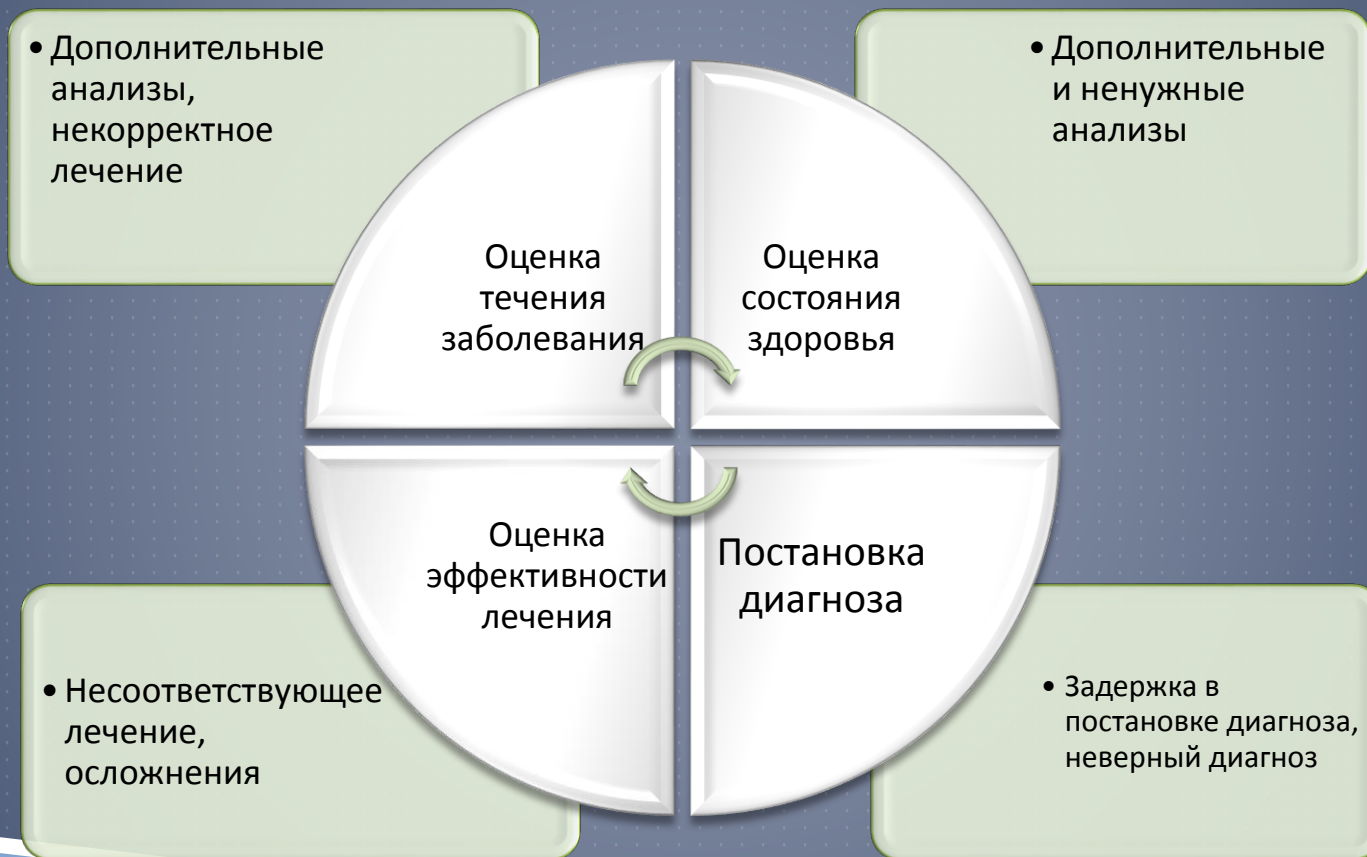 • Дополнительные
анализы,
некорректное
лечение
• Дополнительные
и ненужные
анализы
Оценка
течения
заболевания
Оценка
состояния
здоровья
Оценка
эффективности
лечения
Постановка
диагноза
• Несоответствующее
лечение,
осложнения
• Задержка в
постановке диагноза,
неверный диагноз